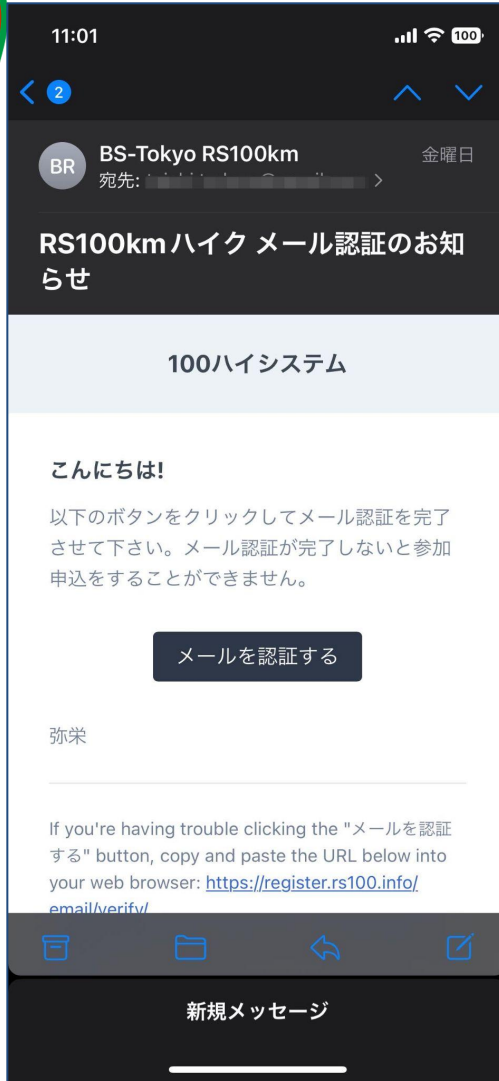 11:01
100
2
BR
BS-Tokyo RS100km
金曜日
宛先:
RS100kmハイク メール認証のお知
らせ
100ハイシステム
こんにちは!
以下のボタンをクリックしてメール認証を完了
させて下さい。メール認証が完了しないと参加
申込をすることができません。
メールを認証する
弥栄
If you're having trouble clicking the "メールを認証
する" button, copy and paste the URL below into
your web browser: https://register.rs100.info/
email/verify/
新規メッセージ